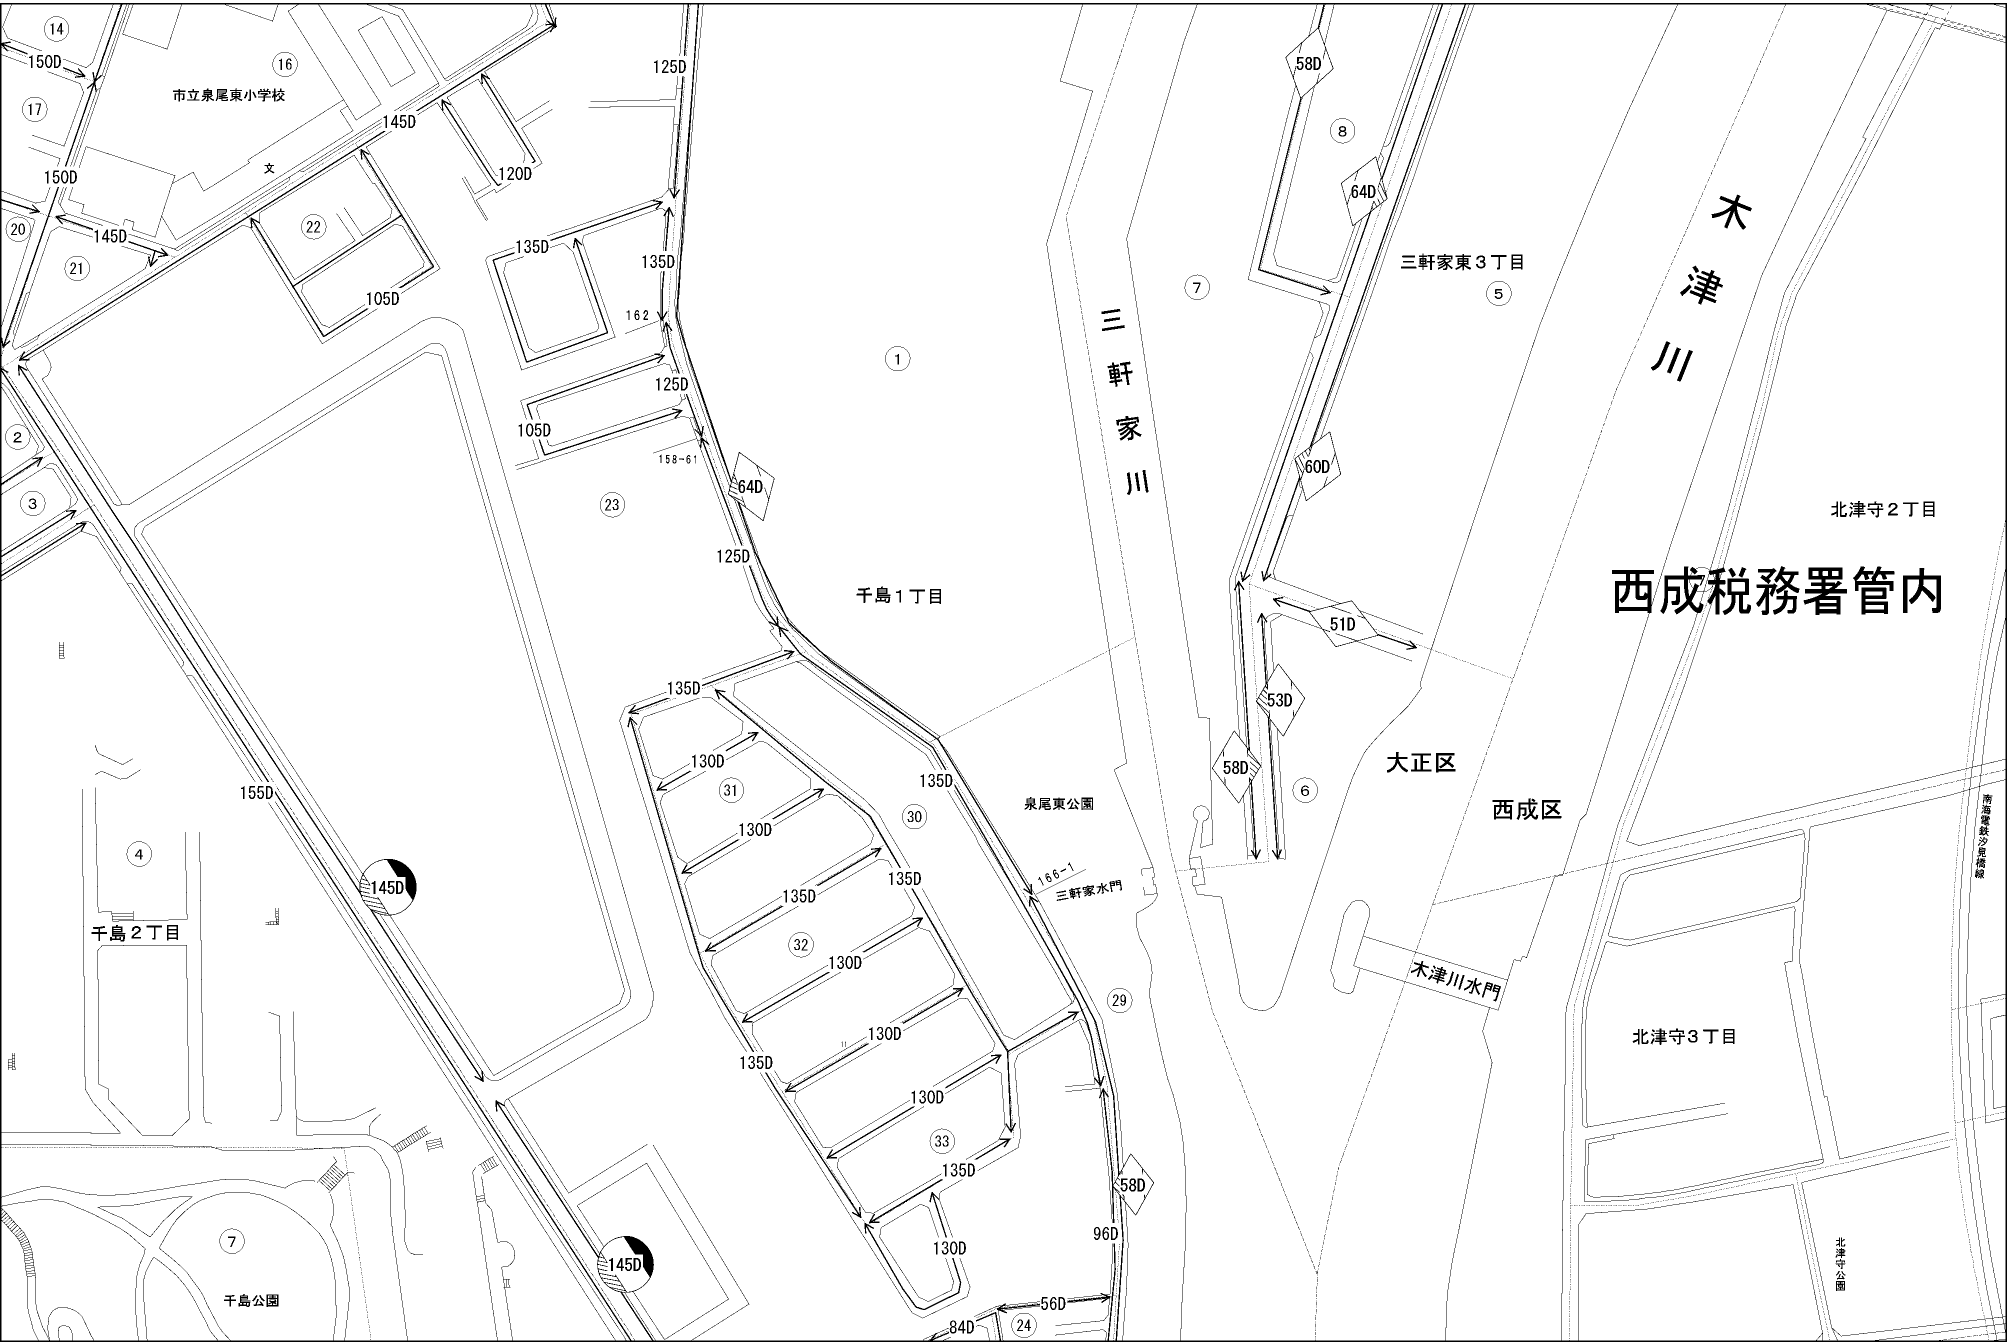 14
150D
16
市立泉尾東小学校
17
145D
文
150D
120D
20
22
145D
21
105D
125D
135D
135D
162
125D
105D
158-61
64D
23
125D
1
千島1丁目
2
3
58D
8
64D
三軒家東3丁目
5
7
三軒家川
木津川
60D
北津守2丁目
西成税務署管内
7
51D
53D
58D
6
大正区
西成区
135D
130D
31
130D
30
135D
泉尾東公園
166-1
三軒家水門
155D
4
145D
千島2丁目
135D
135D
32
130D
29
木津川水門
北津守3丁目
南海電鉄汐見橋線
130D
135D
130D
33
135D
58D
96D
7
千島公園
145D
130D
北津守公園
56D
84D
24